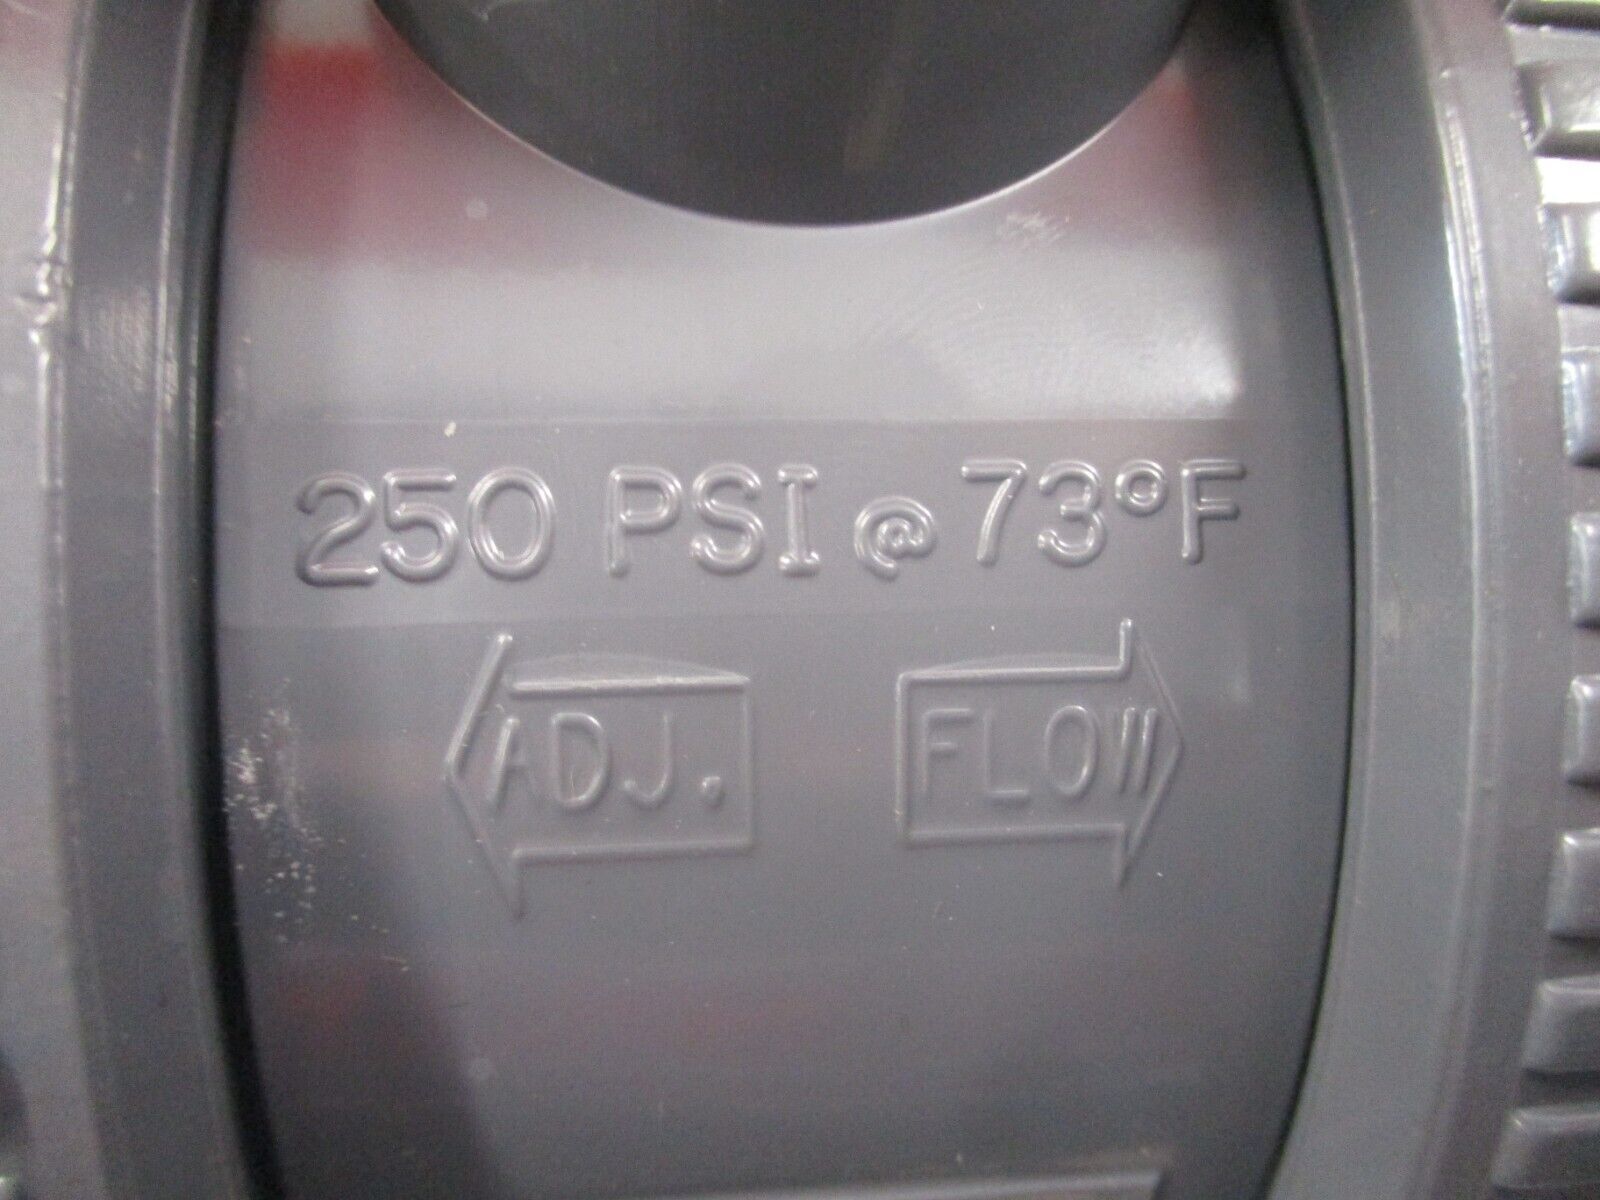 250 PSI @ 73°F
ADJ. FLOW